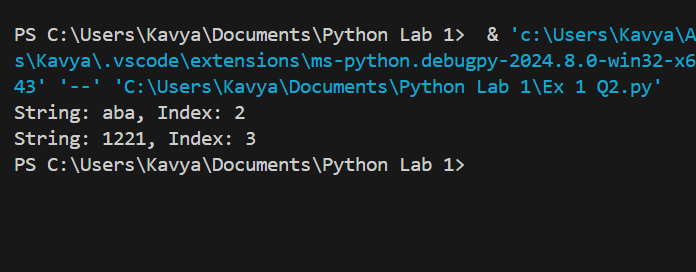 PS C:\Users\Kavya\Documents\Python Lab 1>  & 'c:\Users\Kavya\A
s\Kavya\.vscode\extensions\ms-python.debugpy-2024.8.0-win32-x6
43' '--' 'C:\Users\Kavya\Documents\Python Lab 1\Ex 1 Q2.py'
String: aba, Index: 2
String: 1221, Index: 3
PS C:\Users\Kavya\Documents\Python Lab 1>